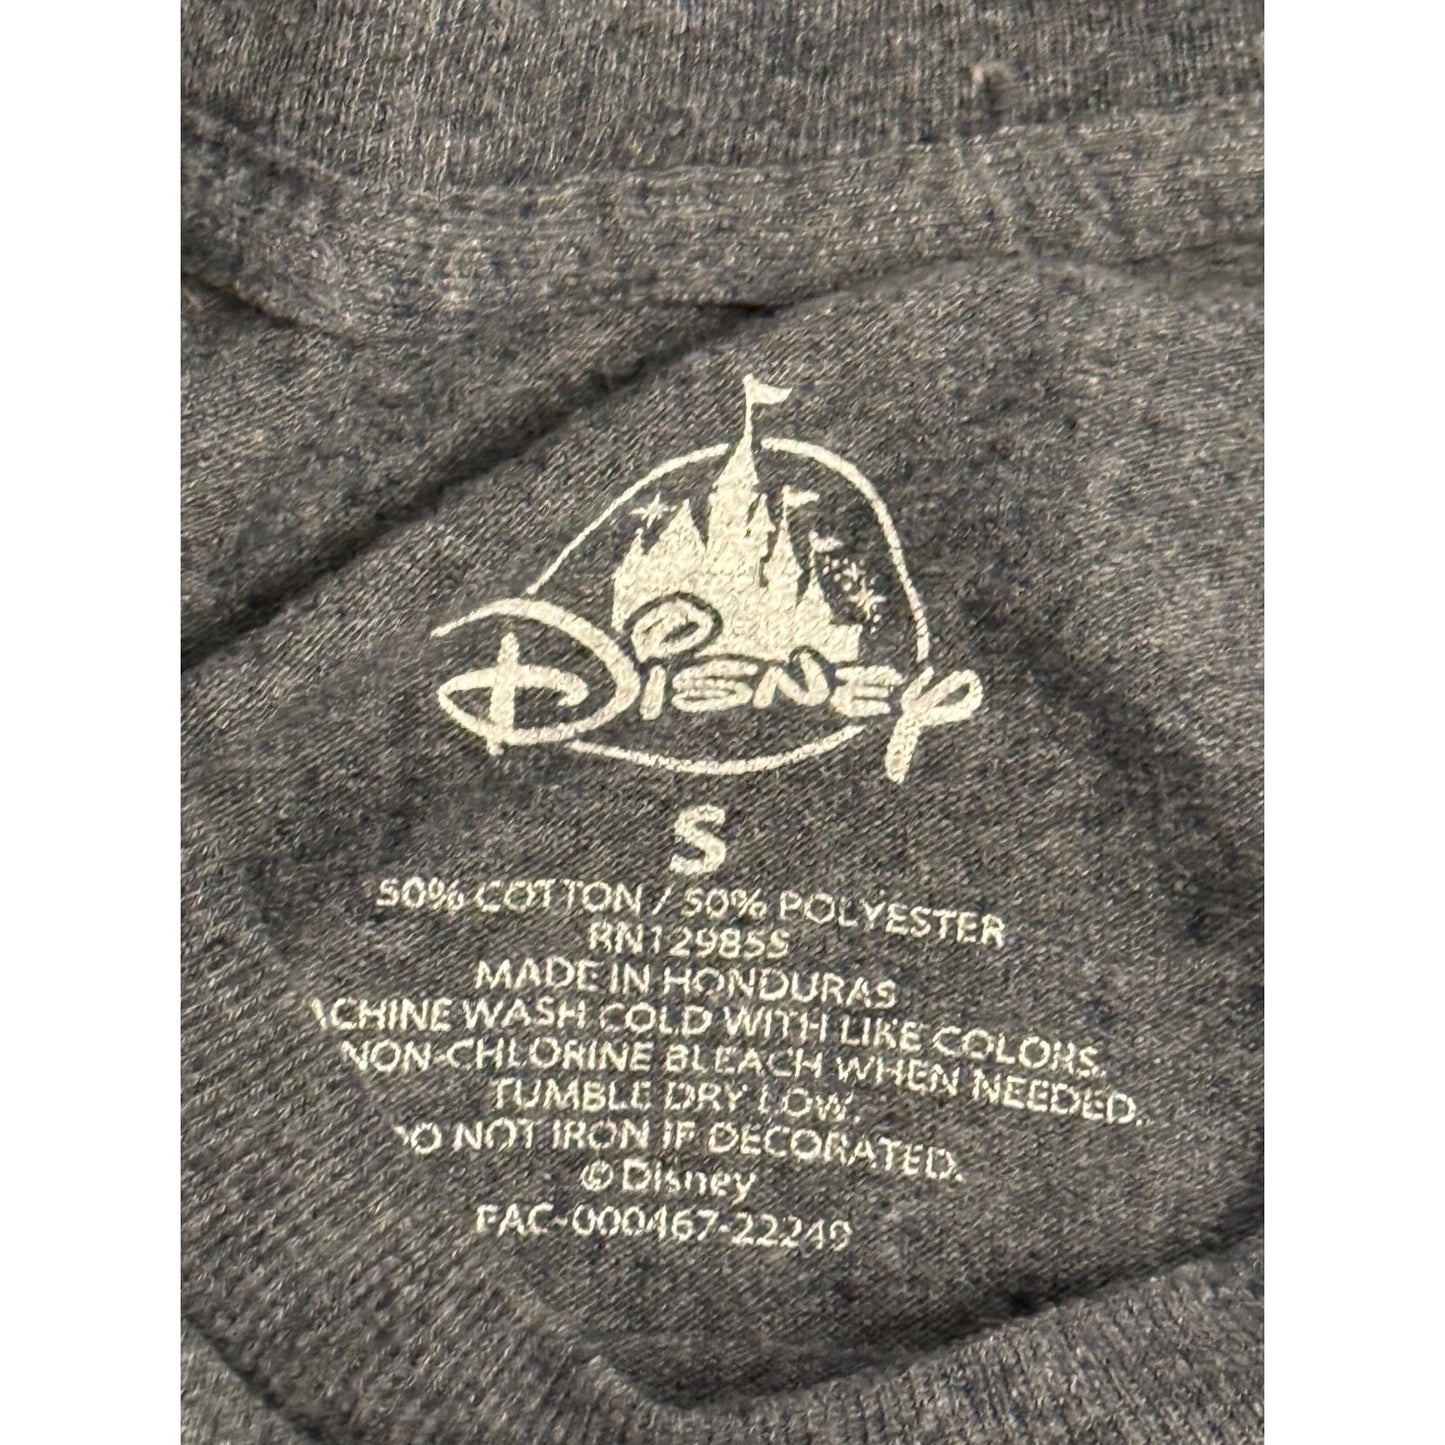 Disney
S
50% COTTON / 50% POLYESTER
RN129855
MADE IN HONDURAS
ACHINE WASH COLD WITH LIKE COLORS.
NON-CHLORINE BLEACH WHEN NEEDED.
TUMBLE DRY LOW.
DO NOT IRON IF DECORATED.
© Disney
FAC-000467-22249